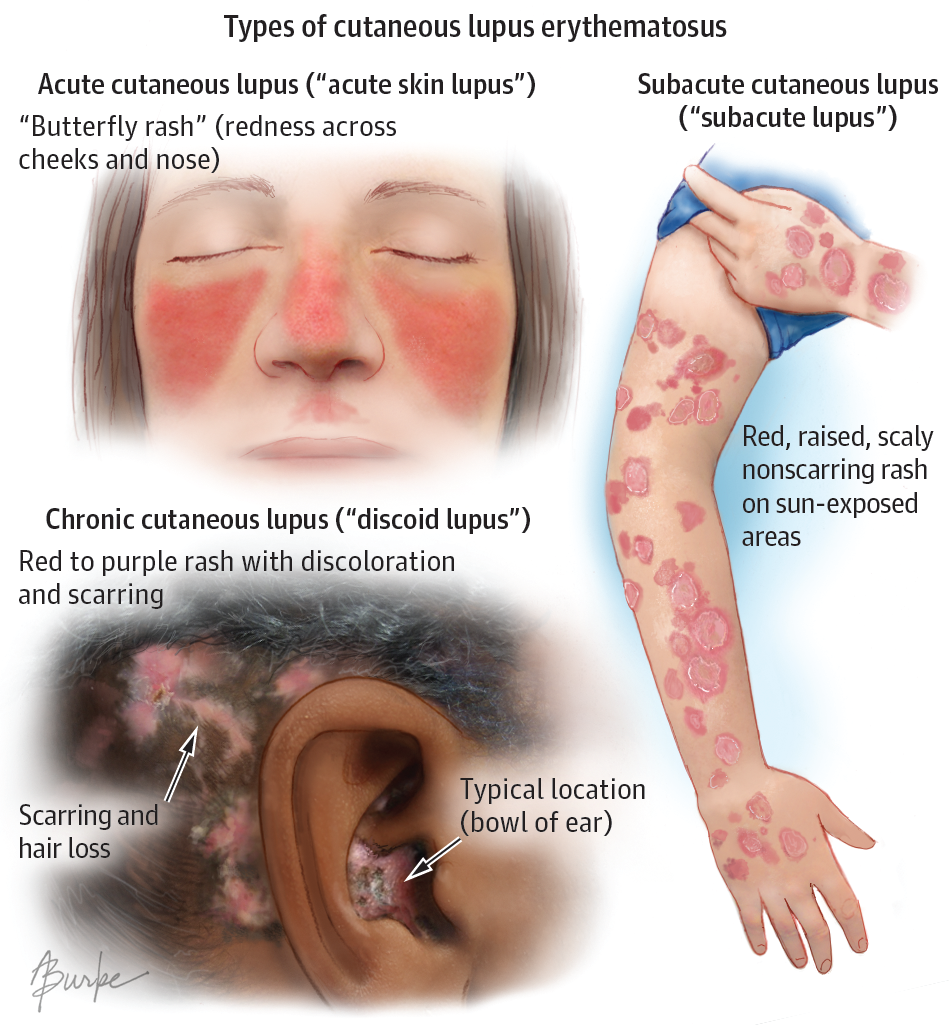 Types of cutaneous lupus erythematosus
Acute cutaneous lupus (“acute skin lupus”)
“Butterfly rash” (redness across
cheeks and nose)
Subacute cutaneous lupus
(“subacute lupus”)
Red, raised, scaly
nonscarring rash
on sun-exposed
areas
Chronic cutaneous lupus (“discoid lupus”)
Red to purple rash with discoloration
and scarring
Scarring and
hair loss
Typical location
(bowl of ear)
ABurke